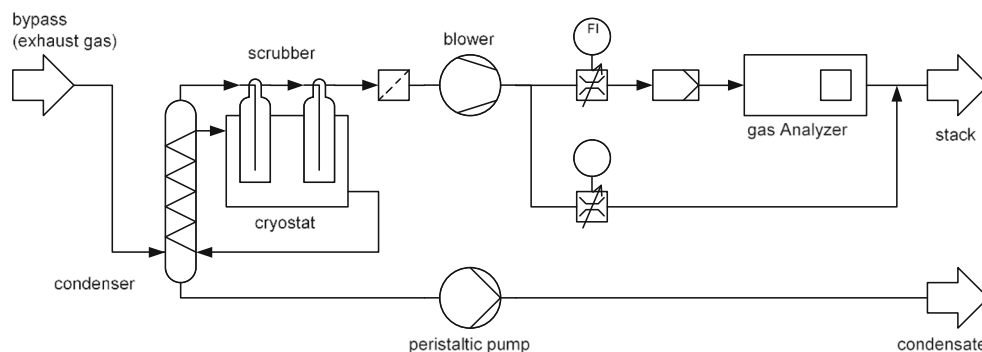 bypass
(exhaust gas)
scrubber
blower
FI
gas Analyzer
stack
cryostat
condenser
peristaltic pump
condensate